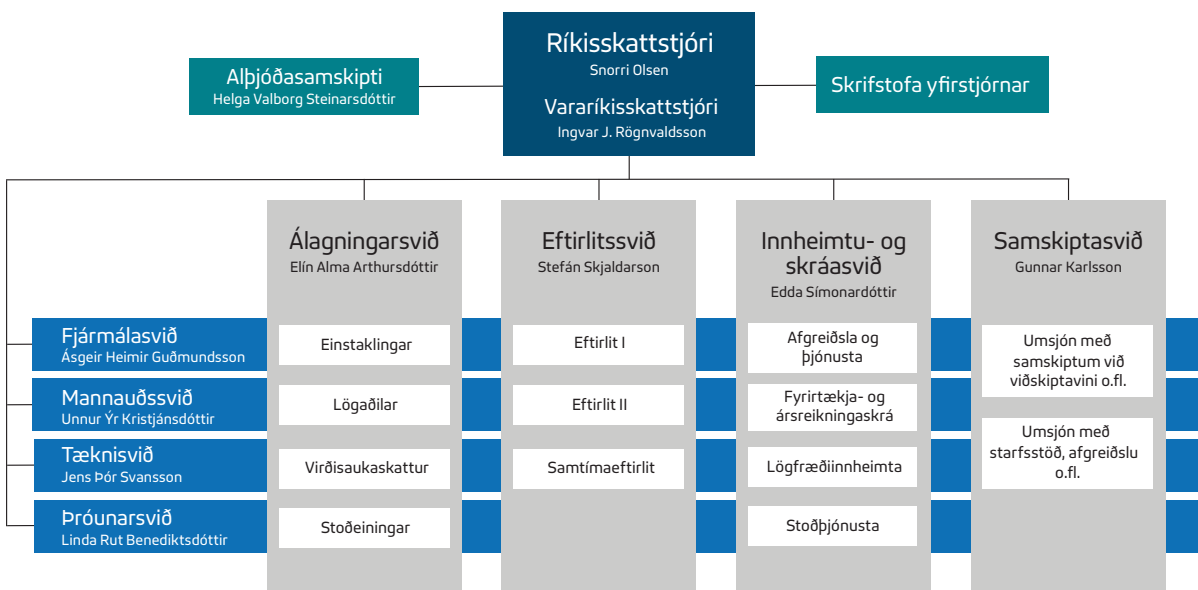 Ríkisskattstjóri
Snorri Olsen
Vararíkisskattstjóri
Ingvar J. Rögnvaldsson
Alþjóðasamskipti
Helga Valborg Steinarsdóttir
Skrifstofa yfirstjórnar
Álagningarsvið
Elín Alma Arthursdóttir
Eftirlitssvið
Stefán Skjaldarson
Innheimtu- og
skráasvið
Edda Símonardóttir
Samskiptasvið
Gunnar Karlsson
Fjármálasvið
Ásgeir Heimir Guðmundsson
Mannauðssvið
Unnur Ýr Kristjánsdóttir
Tæknisvið
Jens Þór Svansson
Þróunarsvið
Linda Rut Benediktsdóttir
Einstaklingar
Lögaðilar
Virðisaukaskattur
Stoðeiningar
Eftirlit I
Eftirlit II
Samtímaeftirlit
Afgreiðsla og
þjónusta
Fyrirtækja- og
ársreikningaskrá
Lögfræðiinnheimta
Stoðþjónusta
Umsjón með
samskiptum við
viðskiptavini o.fl.
Umsjón með
starfsstöð, afgreiðslu
o.fl.